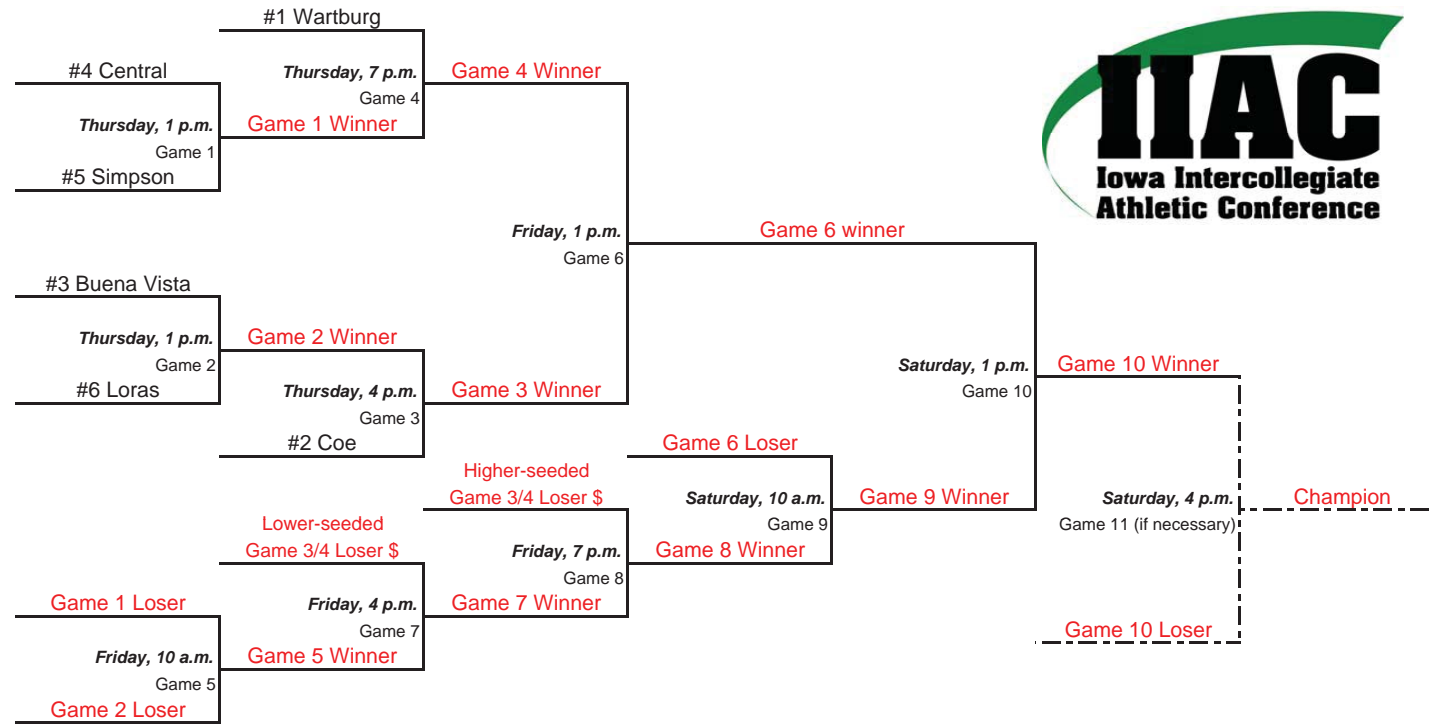 #1 Wartburg
#4 Central
Thursday, 7 p.m.
Game 4 Winner
Game 4
Thursday, 1 p.m.
Game 1 Winner
Game 1
#5 Simpson
IIAC
Iowa Intercollegiate
Athletic Conference
Friday, 1 p.m.
Game 6 winner
Game 6
#3 Buena Vista
Thursday, 1 p.m.
Game 2 Winner
Game 2
#6 Loras
Thursday, 4 p.m.
Game 3 Winner
Game 3
#2 Coe
Saturday, 1 p.m.
Game 10 Winner
Game 10
Game 6 Loser
Higher-seeded
Game 3/4 Loser $
Saturday, 10 a.m.
Game 9 Winner
Game 9
Saturday, 4 p.m.
Champion
Game 11 (if necessary)
Lower-seeded
Game 3/4 Loser $
Friday, 7 p.m.
Game 8 Winner
Game 8
Game 1 Loser
Friday, 4 p.m.
Game 7 Winner
Game 7
Game 10 Loser
Friday, 10 a.m.
Game 5 Winner
Game 5
Game 2 Loser